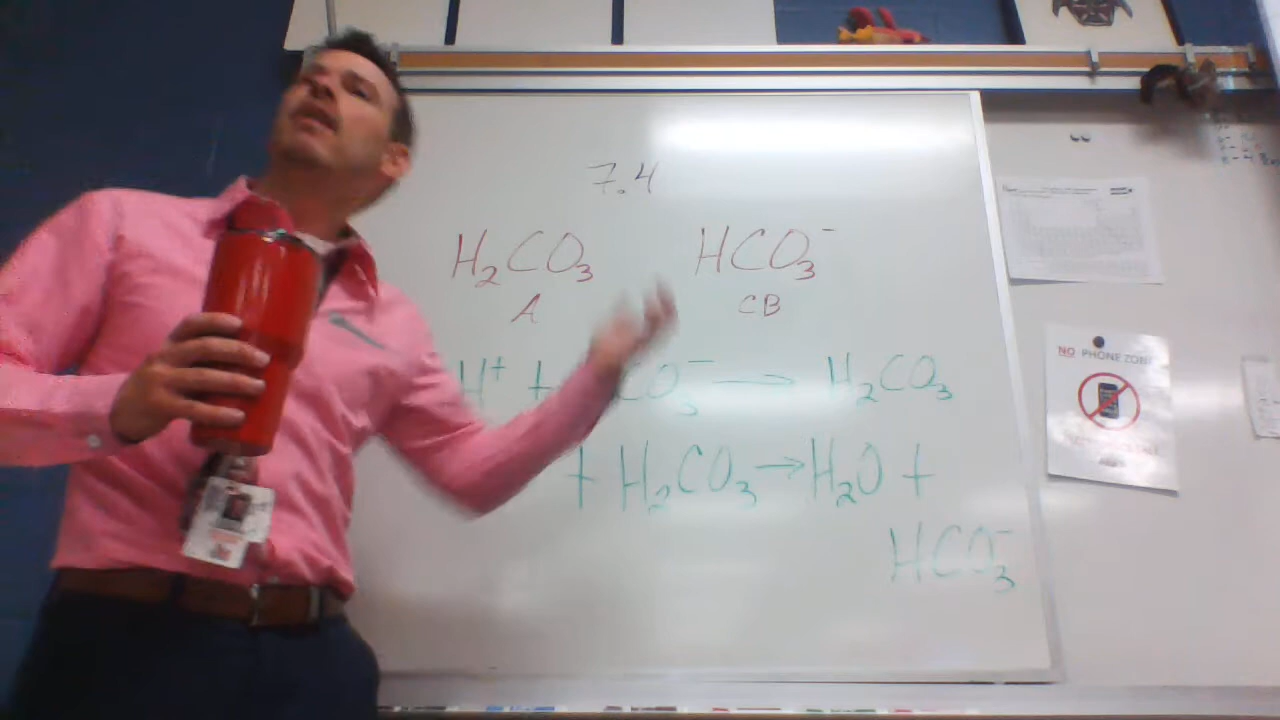 7.4
H₂CO₃ HCO₃⁻
A CB
H⁺ + CO₃⁻ → H₂CO₃
+ H₂CO₃ → H₂O +
HCO₃⁻
NO PHONE ZONE